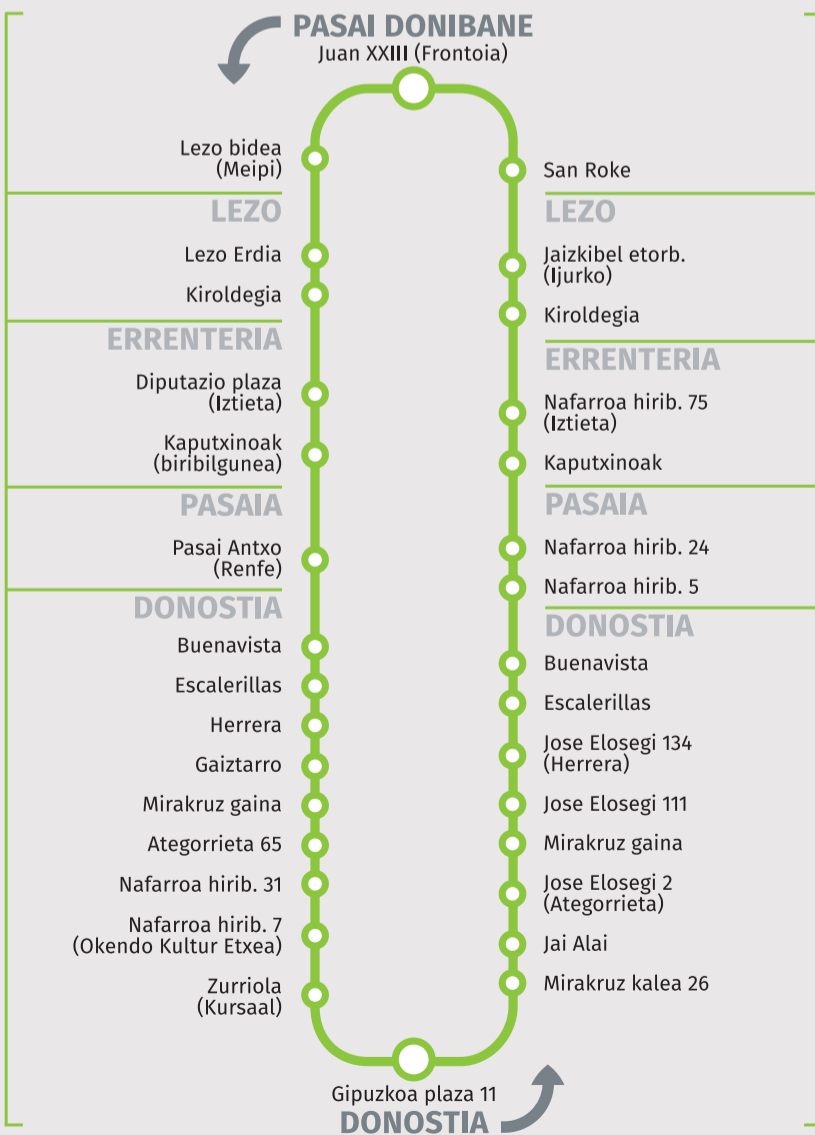 PASAI DONIBANE
Juan XXIII (Frontoia)
Lezo bidea
(Meipi)
LEZO
Lezo Erdia
Kiroldegia
ERRENTERIA
Diputazio plaza
(Iztieta)
Kaputxinoak
(biribilgunea)
PASAIA
Pasai Antxo
(Renfe)
DONOSTIA
Buenavista
Escalerillas
Herrera
Gaiztarro
Mirakruz gaina
Ategorrieta 65
Nafarroa hirib. 31
Nafarroa hirib. 7
(Okendo Kultur Etxea)
Zurriola
(Kursaal)
San Roke
LEZO
Jaizkibel etorb.
(Ijurko)
Kiroldegia
ERRENTERIA
Nafarroa hirib. 75
(Iztieta)
Kaputxinoak
PASAIA
Nafarroa hirib. 24
Nafarroa hirib. 5
DONOSTIA
Buenavista
Escalerillas
Jose Elosegi 134
(Herrera)
Jose Elosegi 111
Mirakruz gaina
Jose Elosegi 2
(Ategorrieta)
Jai Alai
Mirakruz kalea 26
Gipuzkoa plaza 11
DONOSTIA